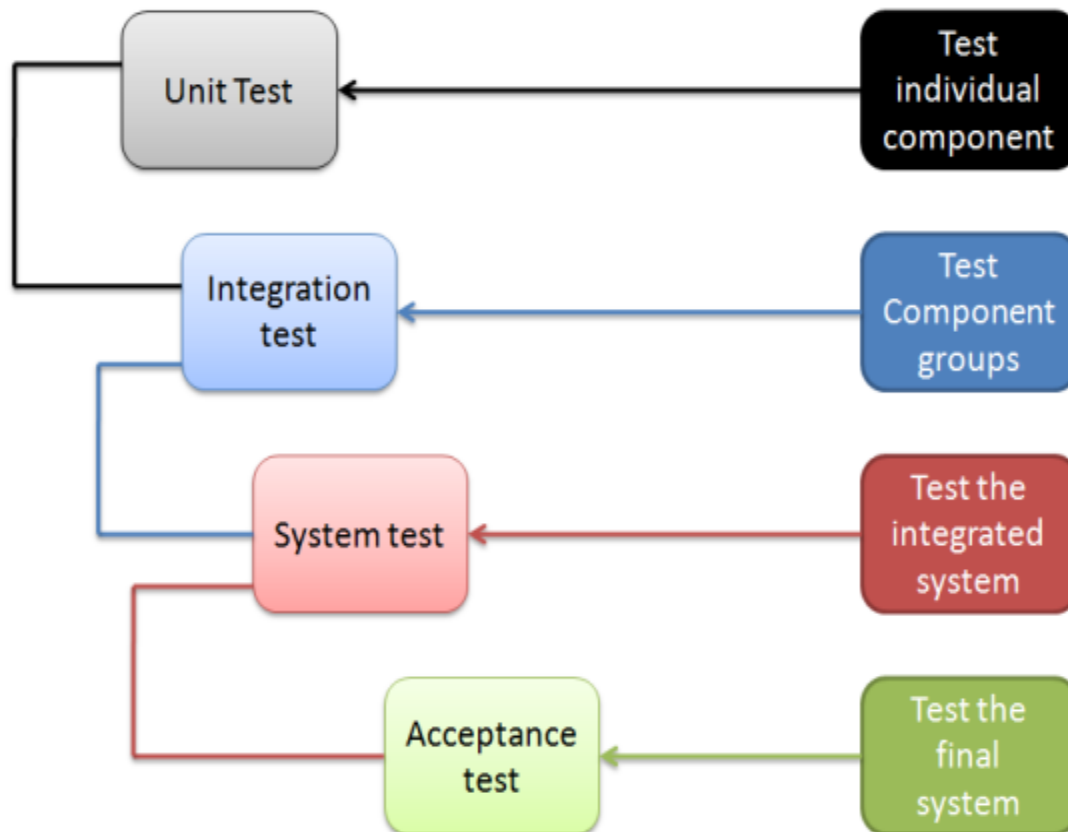 Unit Test
Test
individual
component
Integration
test
Test
Component
groups
System test
Test the
integrated
system
Acceptance
test
Test the
final
system